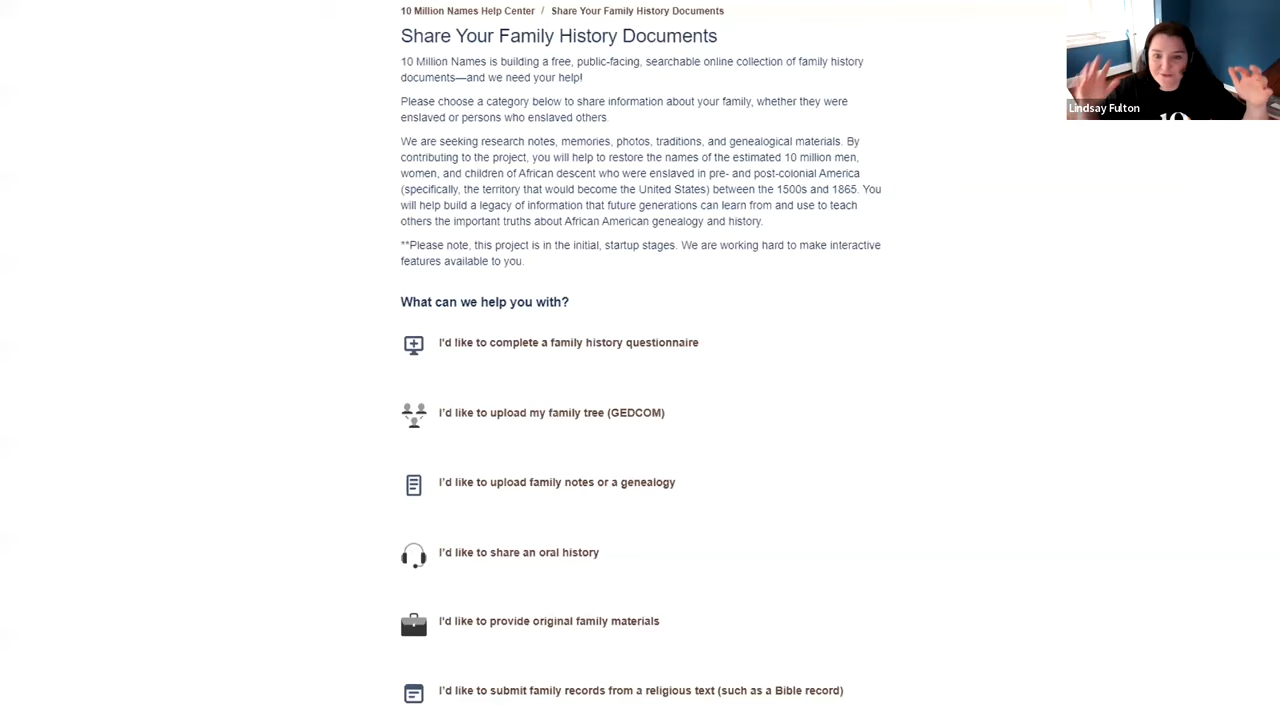 10 Million Names Help Center / Share Your Family History Documents
Share Your Family History Documents
10 Million Names is building a free, public-facing, searchable online collection of family history
documents—and we need your help!
Please choose a category below to share information about your family, whether they were
enslaved or persons who enslaved others.
We are seeking research notes, memories, photos, traditions, and genealogical materials. By
contributing to the project, you will help to restore the names of the estimated 10 million men,
women, and children of African descent who were enslaved in pre- and post-colonial America
(specifically, the territory that would become the United States) between the 1500s and 1865. You
will help build a legacy of information that future generations can learn from and use to teach
others the important truths about African American genealogy and history.
**Please note, this project is in the initial, startup stages. We are working hard to make interactive
features available to you.
What can we help you with?
I'd like to complete a family history questionnaire
I'd like to upload my family tree (GEDCOM)
I'd like to upload family notes or a genealogy
I'd like to share an oral history
I'd like to provide original family materials
I'd like to submit family records from a religious text (such as a Bible record)
Lindsay Fulton
10